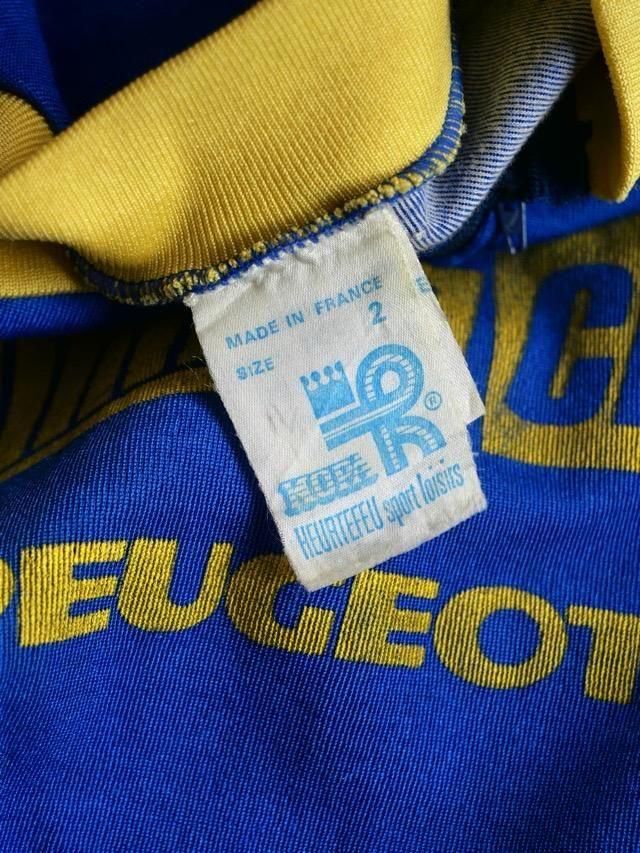 MADE IN FRANCE
SIZE 2
®
HEURTEFEU sport loisirs
PEUGEOT